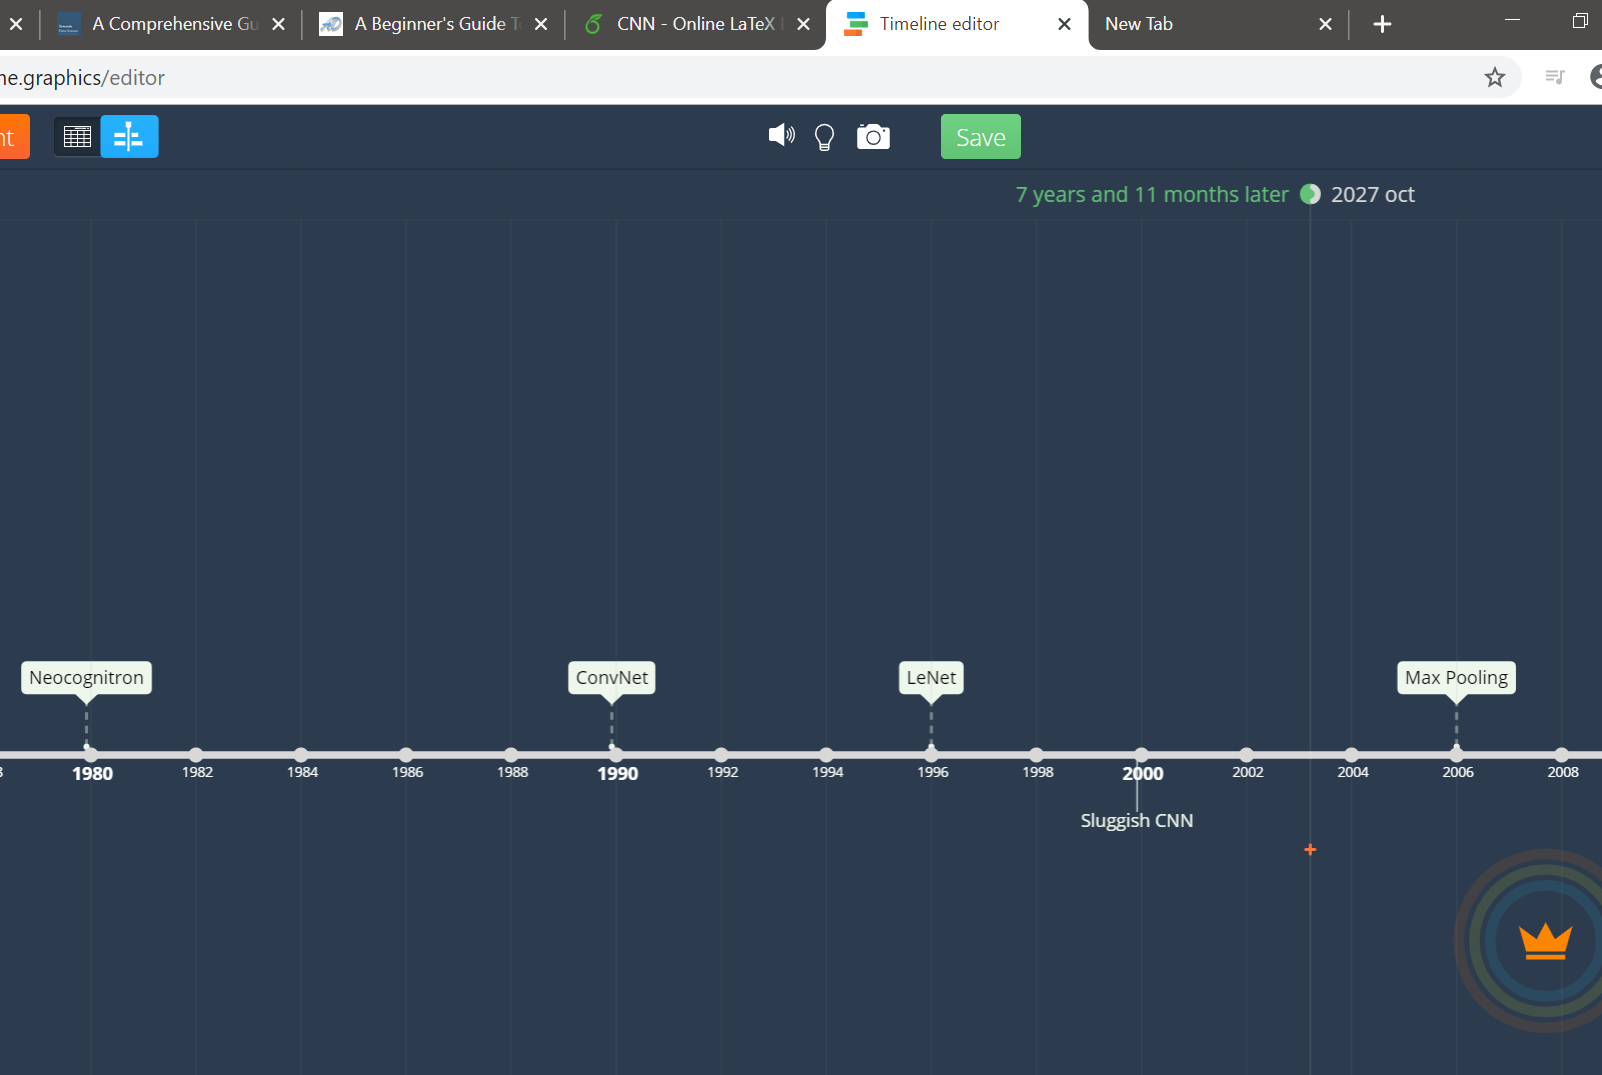 A Comprehensive Gu
A Beginner's Guide T
CNN - Online LaTeX
Timeline editor
New Tab
ne.graphics/editor
nt
Save
7 years and 11 months later
2027 oct
Neocognitron
ConvNet
LeNet
Max Pooling
1980
1982
1984
1986
1988
1990
1992
1994
1996
1998
2000
2002
2004
2006
2008
Sluggish CNN